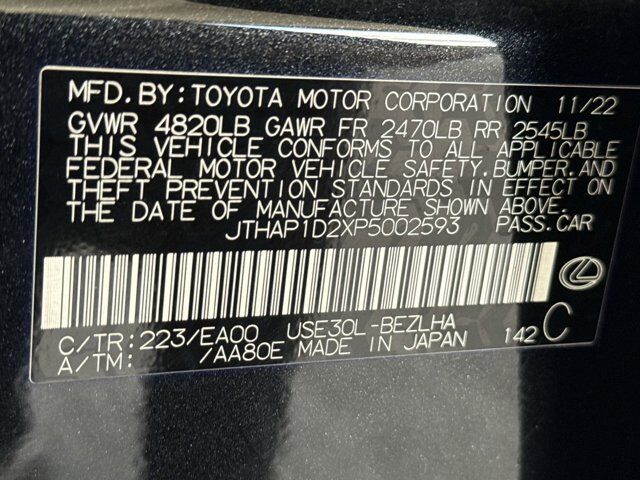 MFD.BY:TOYOTA MOTOR CORPORATION 11/22
GVWR 4820LB GAWR FR 2470LB RR 2545LB
THIS VEHICLE CONFORMS TO ALL APPLICABLE
FEDERAL MOTOR VEHICLE SAFETY,BUMPER,AND
THEFT PREVENTION STANDARDS IN EFFECT ON
THE DATE OF MANUFACTURE SHOWN ABOVE.
JTHAP1D2XP5002593 PASS.CAR
C/TR:223/EA00 USE30L-BEZLHA
A/TM: /AA80E MADE IN JAPAN 142 C